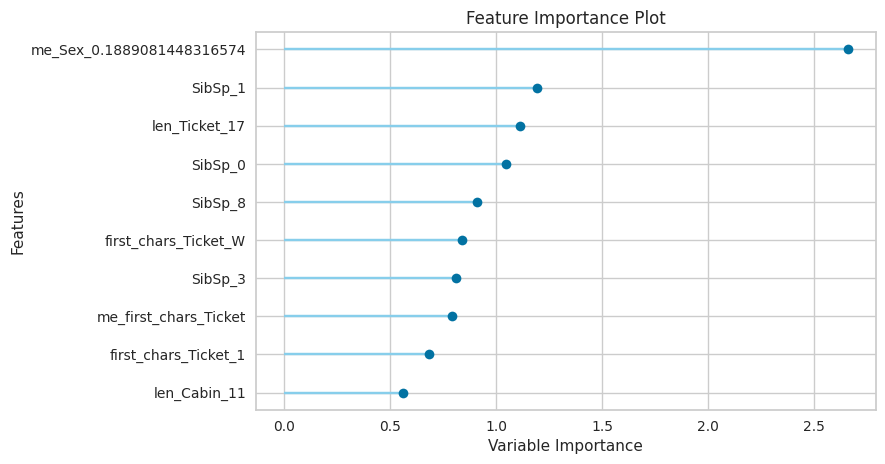 Feature Importance Plot
Features
me_Sex_0.1889081448316574
SibSp_1
len_Ticket_17
SibSp_0
SibSp_8
first_chars_Ticket_W
SibSp_3
me_first_chars_Ticket
first_chars_Ticket_1
len_Cabin_11
0.0 0.5 1.0 1.5 2.0 2.5
Variable Importance